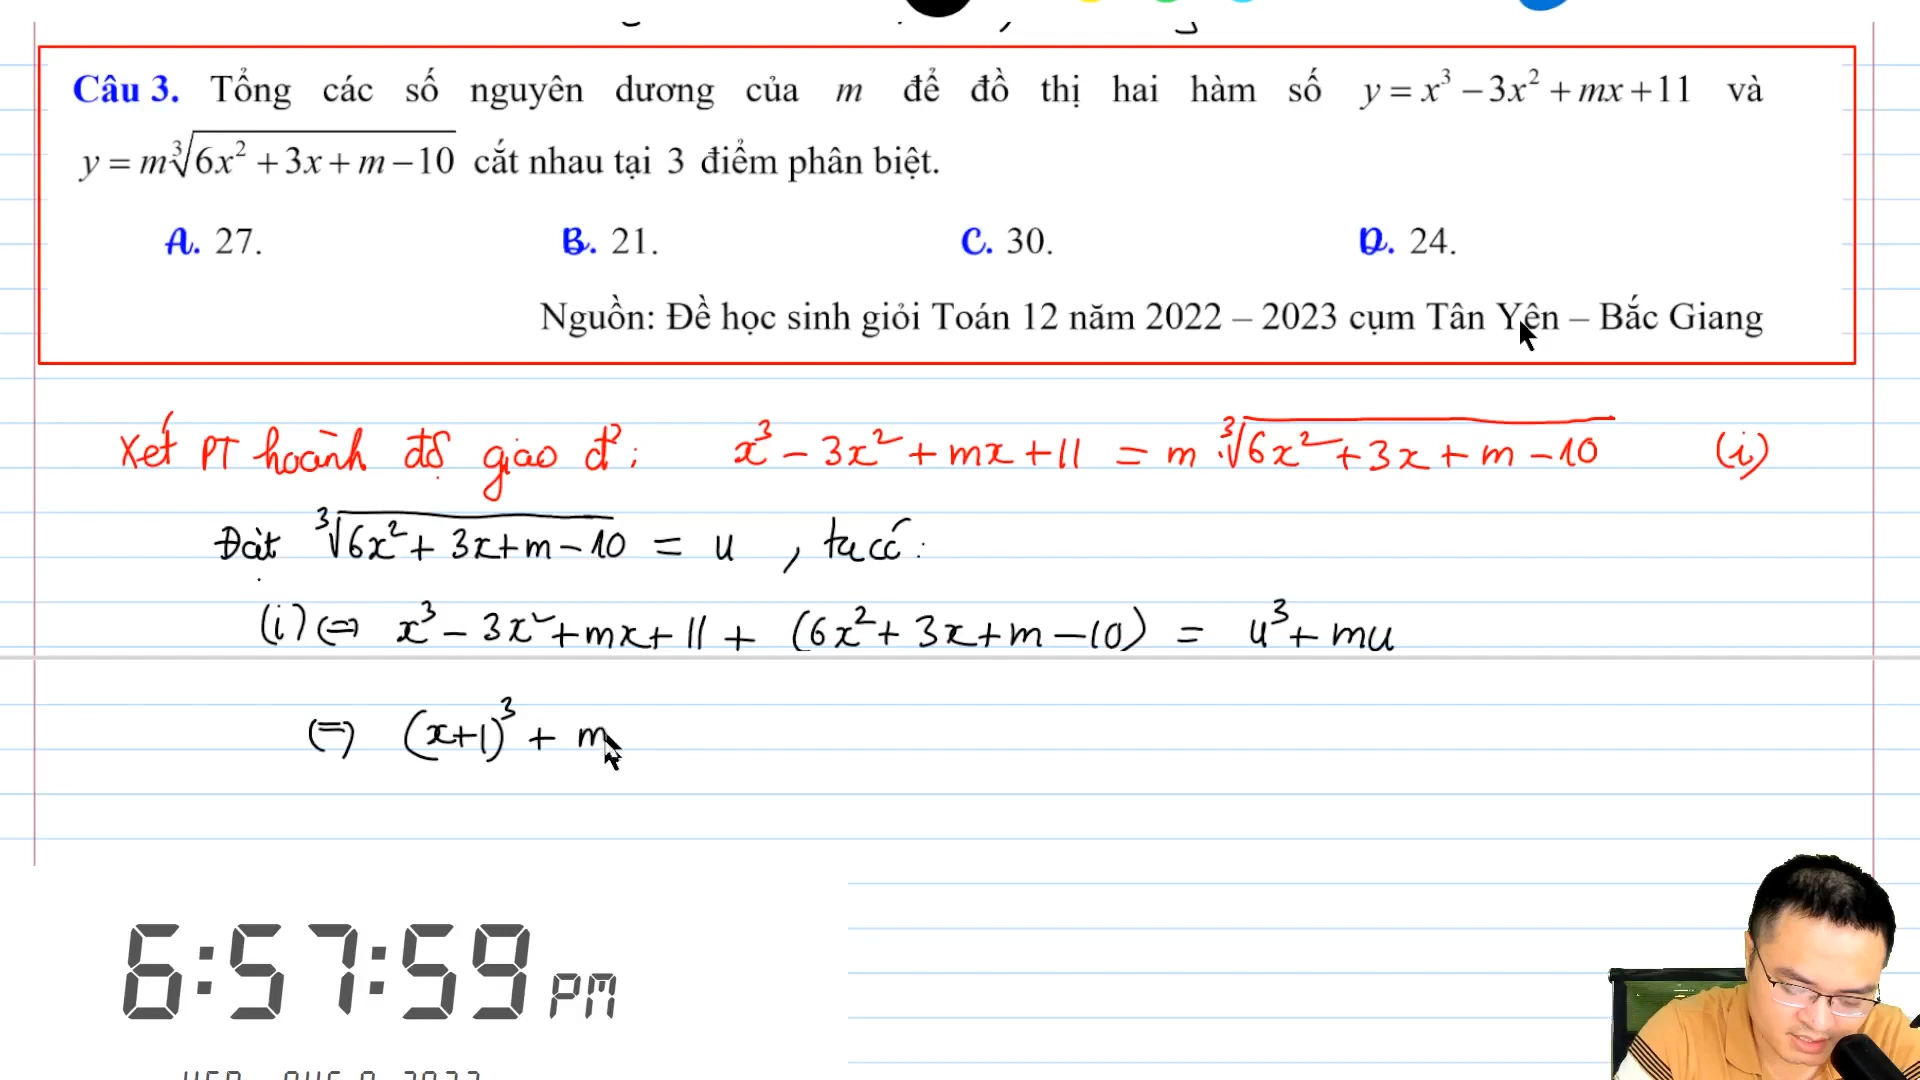 Câu 3. Tổng các số nguyên dương của m để đồ thị hai hàm số y = x³ − 3x² + mx + 11 và
y = m∛(6x² + 3x + m − 10) cắt nhau tại 3 điểm phân biệt.
A. 27. B. 21. C. 30. D. 24.
Nguồn: Đề học sinh giỏi Toán 12 năm 2022 – 2023 cụm Tân Yên – Bắc Giang
Xét PT hoành độ giao đ²: x³ − 3x² + mx + 11 = m.∛(6x² + 3x + m − 10) (i)
Đặt ∛(6x² + 3x + m − 10) = u , ta có:
(i) ⇔ x³ − 3x² + mx + 11 + (6x² + 3x + m − 10) = u³ + mu
⇔ (x+1)³ + m
6:57:59 PM